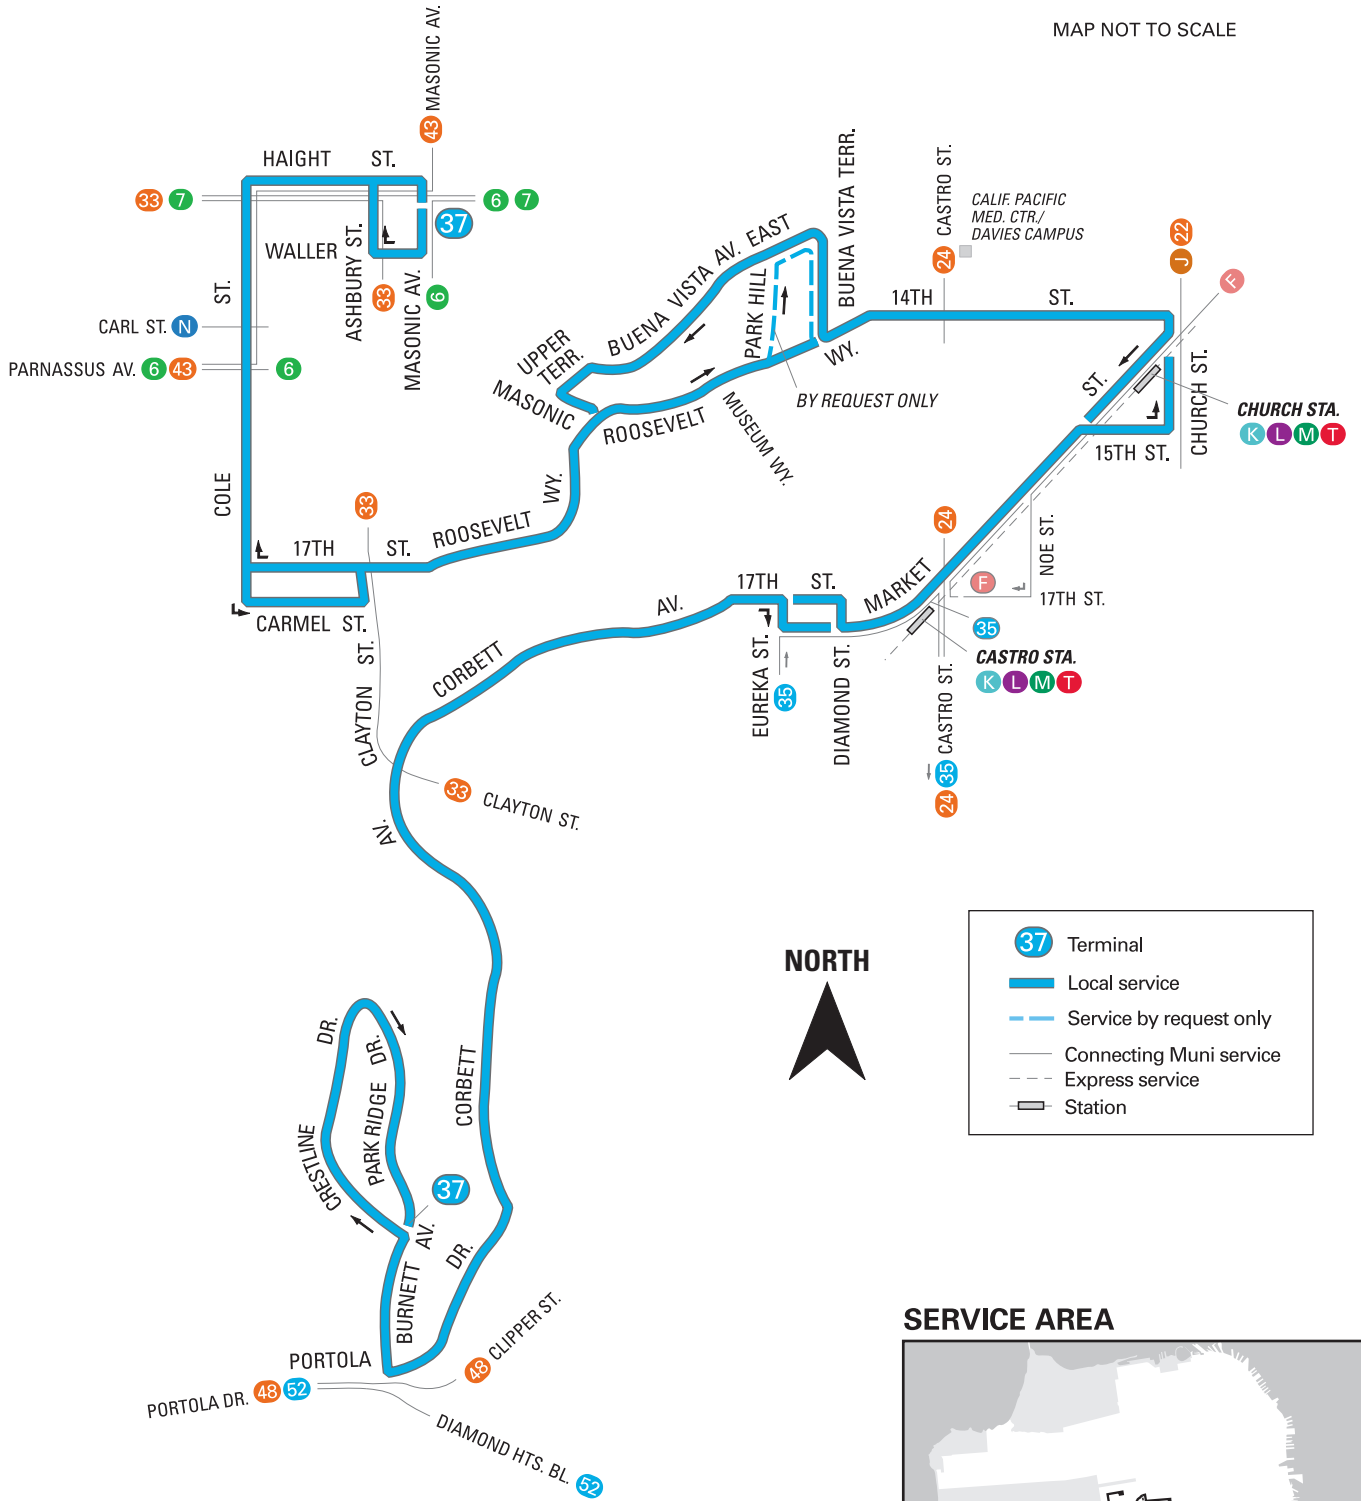 MAP NOT TO SCALE
MASONIC AV.
43
HAIGHT ST.
33 7
6 7
37
WALLER
ASHBURY ST.
33
MASONIC AV.
6
ST.
CARL ST. N
PARNASSUS AV. 6 43
6
COLE
33
17TH ST.
CARMEL ST.
ROOSEVELT WY.
UPPER
TERR.
MASONIC
BUENA VISTA AV. EAST
PARK HILL
BUENA VISTA TERR.
ROOSEVELT
WY.
MUSEUM WY.
BY REQUEST ONLY
CASTRO ST.
24
CALIF. PACIFIC
MED. CTR./
DAVIES CAMPUS
14TH ST.
22
J
F
ST.
CHURCH ST.
15TH ST.
CHURCH STA.
K L M T
24
NOE ST.
17TH ST.
F
MARKET
35
CASTRO STA.
K L M T
17TH ST.
AV.
EUREKA ST.
35
DIAMOND ST.
CASTRO ST.
35
24
CORBETT
CLAYTON ST.
33 CLAYTON ST.
AV.
NORTH
37 Terminal
Local service
Service by request only
Connecting Muni service
Express service
Station
DR.
CRESTLINE
PARK RIDGE DR.
CORBETT
37
BURNETT AV.
DR.
PORTOLA
48 CLIPPER ST.
PORTOLA DR. 48 52
DIAMOND HTS. BL. 52
SERVICE AREA